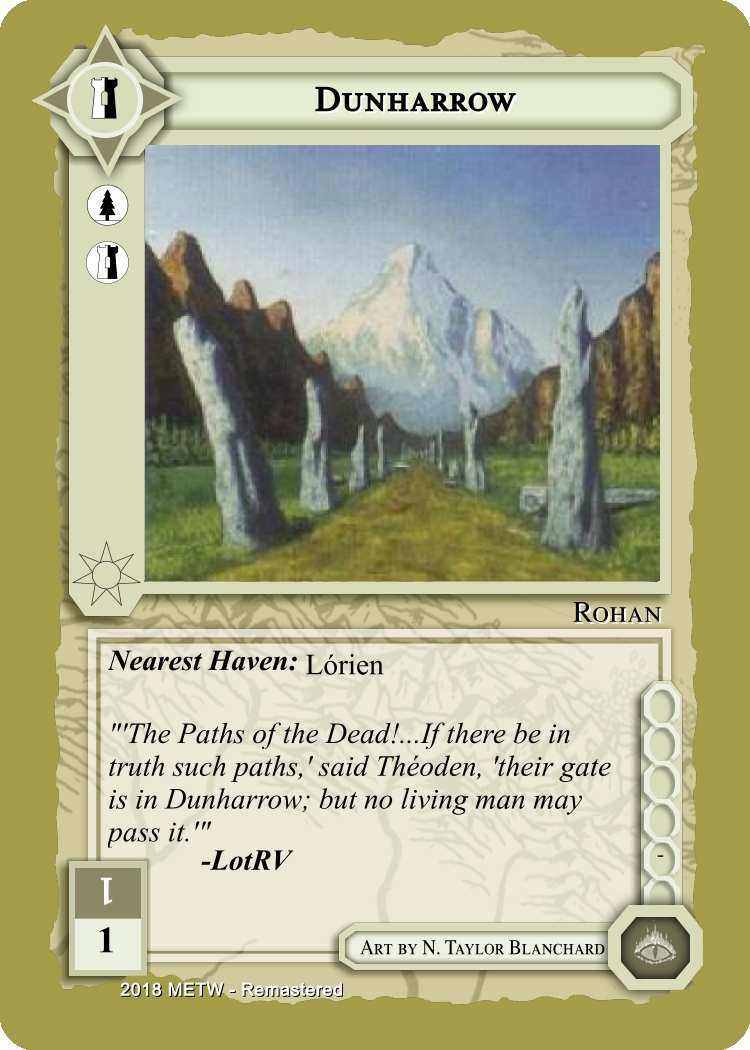 DUNHARROW
ROHAN
Nearest Haven: Lórien
"'The Paths of the Dead!...If there be in
truth such paths,' said Théoden, 'their gate
is in Dunharrow; but no living man may
pass it.'"
-LotRV
-
1
1
ART BY N. TAYLOR BLANCHARD
2018 METW - Remastered